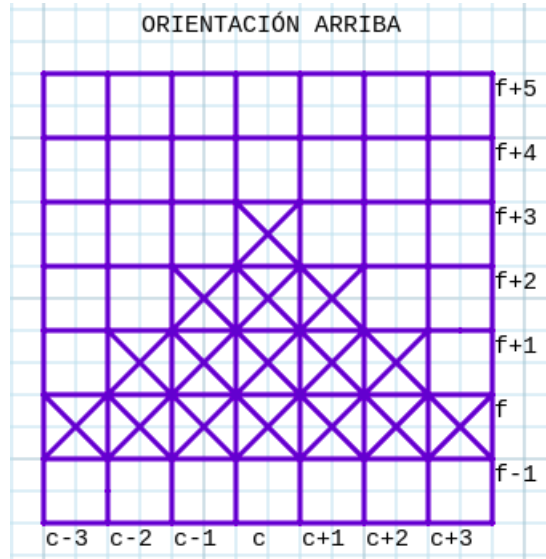 ORIENTACIÓN ARRIBA
f+5
f+4
f+3
f+2
f+1
f
f-1
c-3 c-2 c-1 c c+1 c+2 c+3